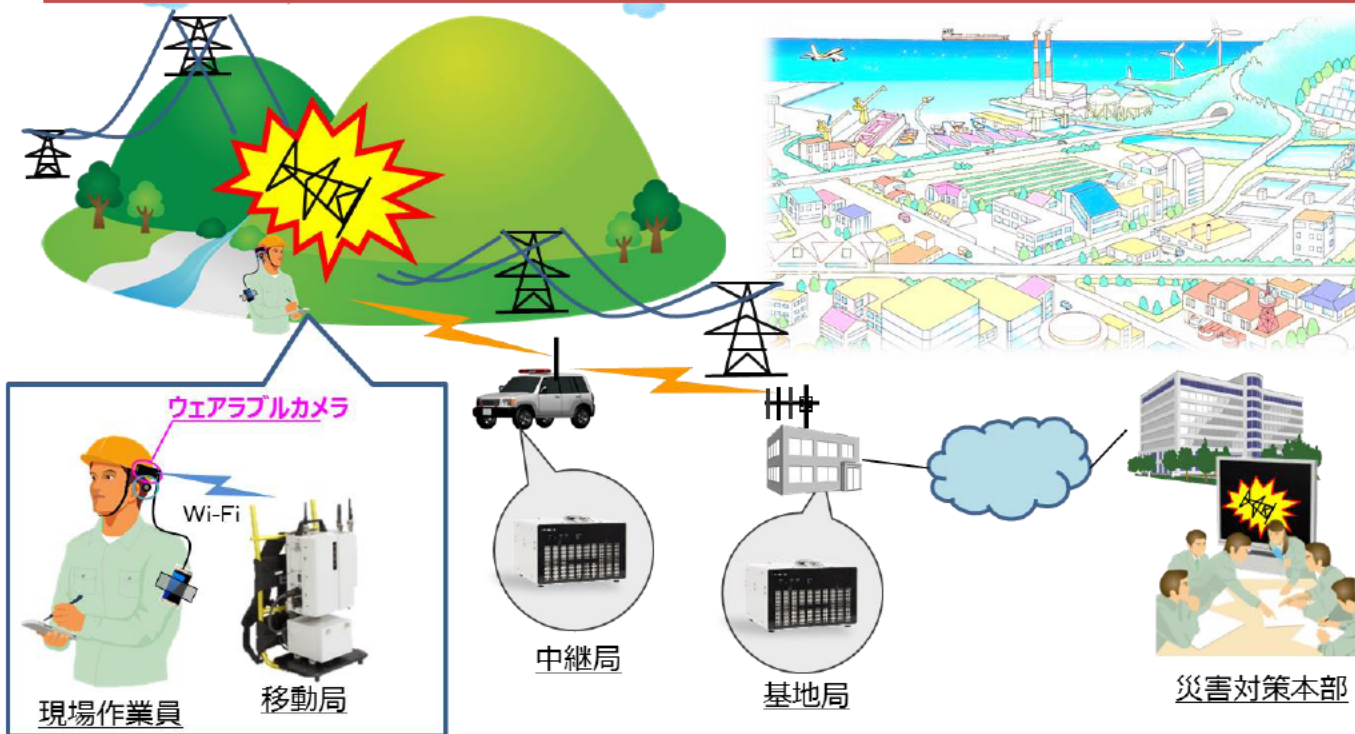 ウェアラブルカメラ
Wi-Fi
現場作業員
移動局
中継局
基地局
災害対策本部